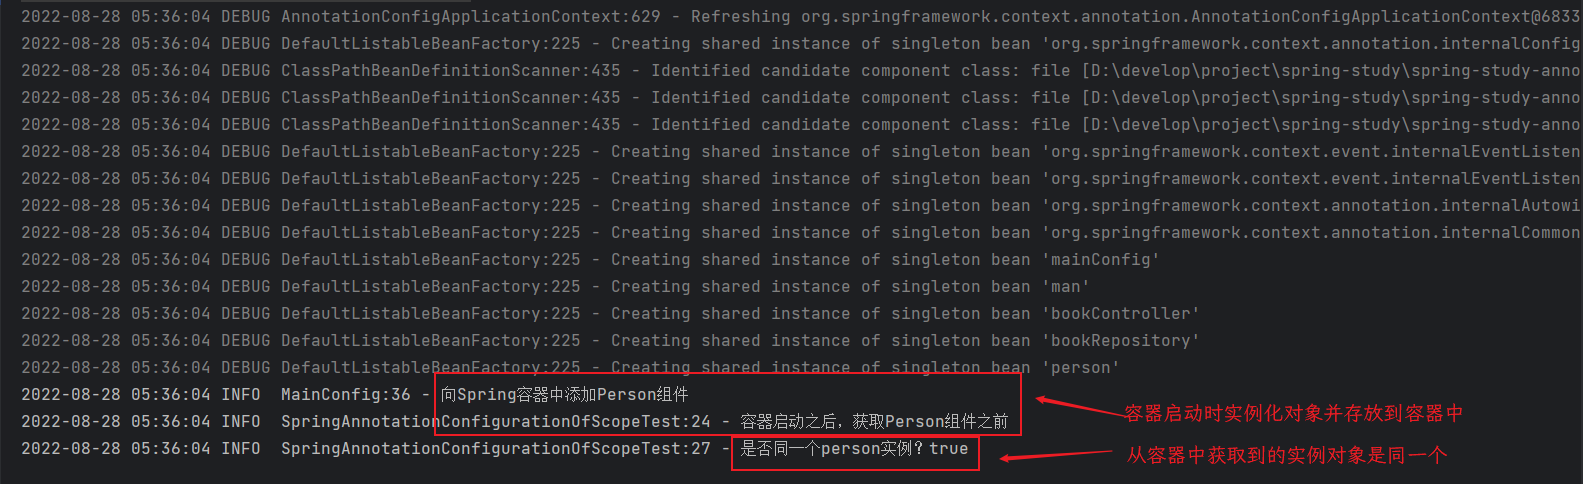 2022-08-28 05:36:04 DEBUG AnnotationConfigApplicationContext:629 - Refreshing org.springframework.context.annotation.AnnotationConfigApplicationContext@6833
2022-08-28 05:36:04 DEBUG DefaultListableBeanFactory:225 - Creating shared instance of singleton bean 'org.springframework.context.annotation.internalConfig
2022-08-28 05:36:04 DEBUG ClassPathBeanDefinitionScanner:435 - Identified candidate component class: file [D:\develop\project\spring-study\spring-study-anno
2022-08-28 05:36:04 DEBUG ClassPathBeanDefinitionScanner:435 - Identified candidate component class: file [D:\develop\project\spring-study\spring-study-anno
2022-08-28 05:36:04 DEBUG ClassPathBeanDefinitionScanner:435 - Identified candidate component class: file [D:\develop\project\spring-study\spring-study-anno
2022-08-28 05:36:04 DEBUG DefaultListableBeanFactory:225 - Creating shared instance of singleton bean 'org.springframework.context.event.internalEventListen
2022-08-28 05:36:04 DEBUG DefaultListableBeanFactory:225 - Creating shared instance of singleton bean 'org.springframework.context.event.internalEventListen
2022-08-28 05:36:04 DEBUG DefaultListableBeanFactory:225 - Creating shared instance of singleton bean 'org.springframework.context.annotation.internalAutowi
2022-08-28 05:36:04 DEBUG DefaultListableBeanFactory:225 - Creating shared instance of singleton bean 'org.springframework.context.annotation.internalCommon
2022-08-28 05:36:04 DEBUG DefaultListableBeanFactory:225 - Creating shared instance of singleton bean 'mainConfig'
2022-08-28 05:36:04 DEBUG DefaultListableBeanFactory:225 - Creating shared instance of singleton bean 'man'
2022-08-28 05:36:04 DEBUG DefaultListableBeanFactory:225 - Creating shared instance of singleton bean 'bookController'
2022-08-28 05:36:04 DEBUG DefaultListableBeanFactory:225 - Creating shared instance of singleton bean 'bookRepository'
2022-08-28 05:36:04 DEBUG DefaultListableBeanFactory:225 - Creating shared instance of singleton bean 'person'
2022-08-28 05:36:04 INFO  MainConfig:36 - 向Spring容器中添加Person组件
容器启动时实例化对象并存放到容器中
2022-08-28 05:36:04 INFO  SpringAnnotationConfigurationOfScopeTest:24 - 容器启动之后，获取Person组件之前
2022-08-28 05:36:04 INFO  SpringAnnotationConfigurationOfScopeTest:27 - 是否同一个person实例？true
从容器中获取到的实例对象是同一个